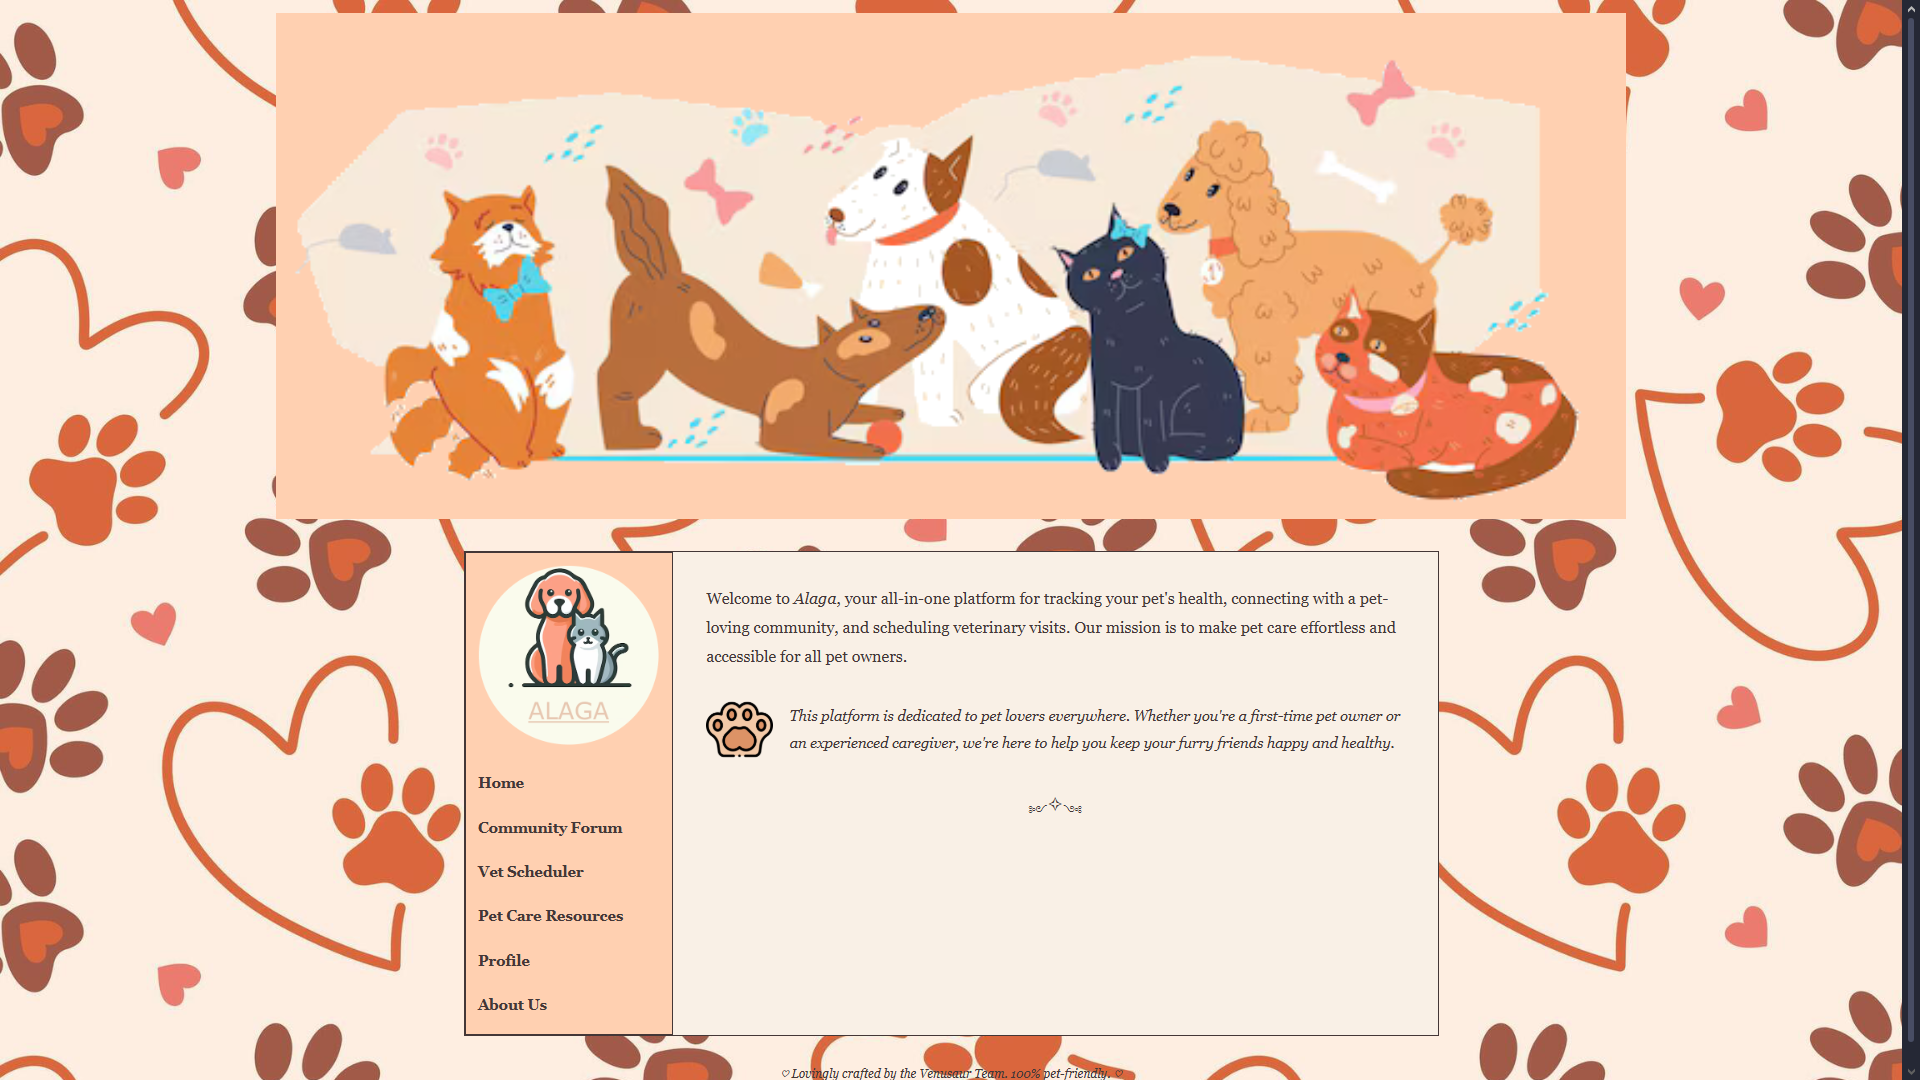 ALAGA
Home
Community Forum
Vet Scheduler
Pet Care Resources
Profile
About Us
Welcome to Alaga, your all-in-one platform for tracking your pet's health, connecting with a pet-
loving community, and scheduling veterinary visits. Our mission is to make pet care effortless and
accessible for all pet owners.
This platform is dedicated to pet lovers everywhere. Whether you're a first-time pet owner or
an experienced caregiver, we're here to help you keep your furry friends happy and healthy.
♡ Lovingly crafted by the Venusaur Team. 100% pet-friendly. ♡